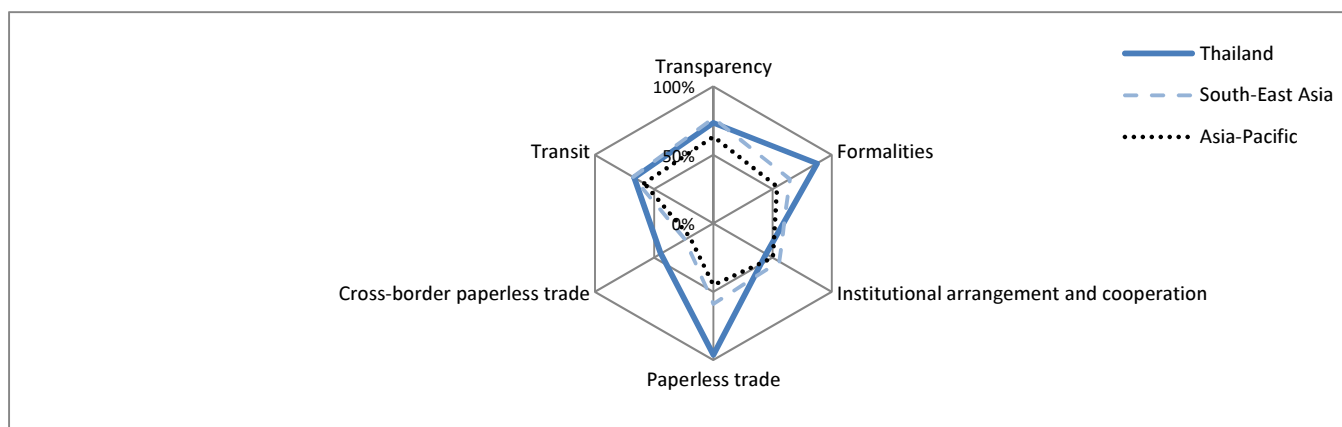 Transparency
100%
50%
0%
Formalities
Institutional arrangement and cooperation
Paperless trade
Cross-border paperless trade
Transit
Thailand
South-East Asia
Asia-Pacific